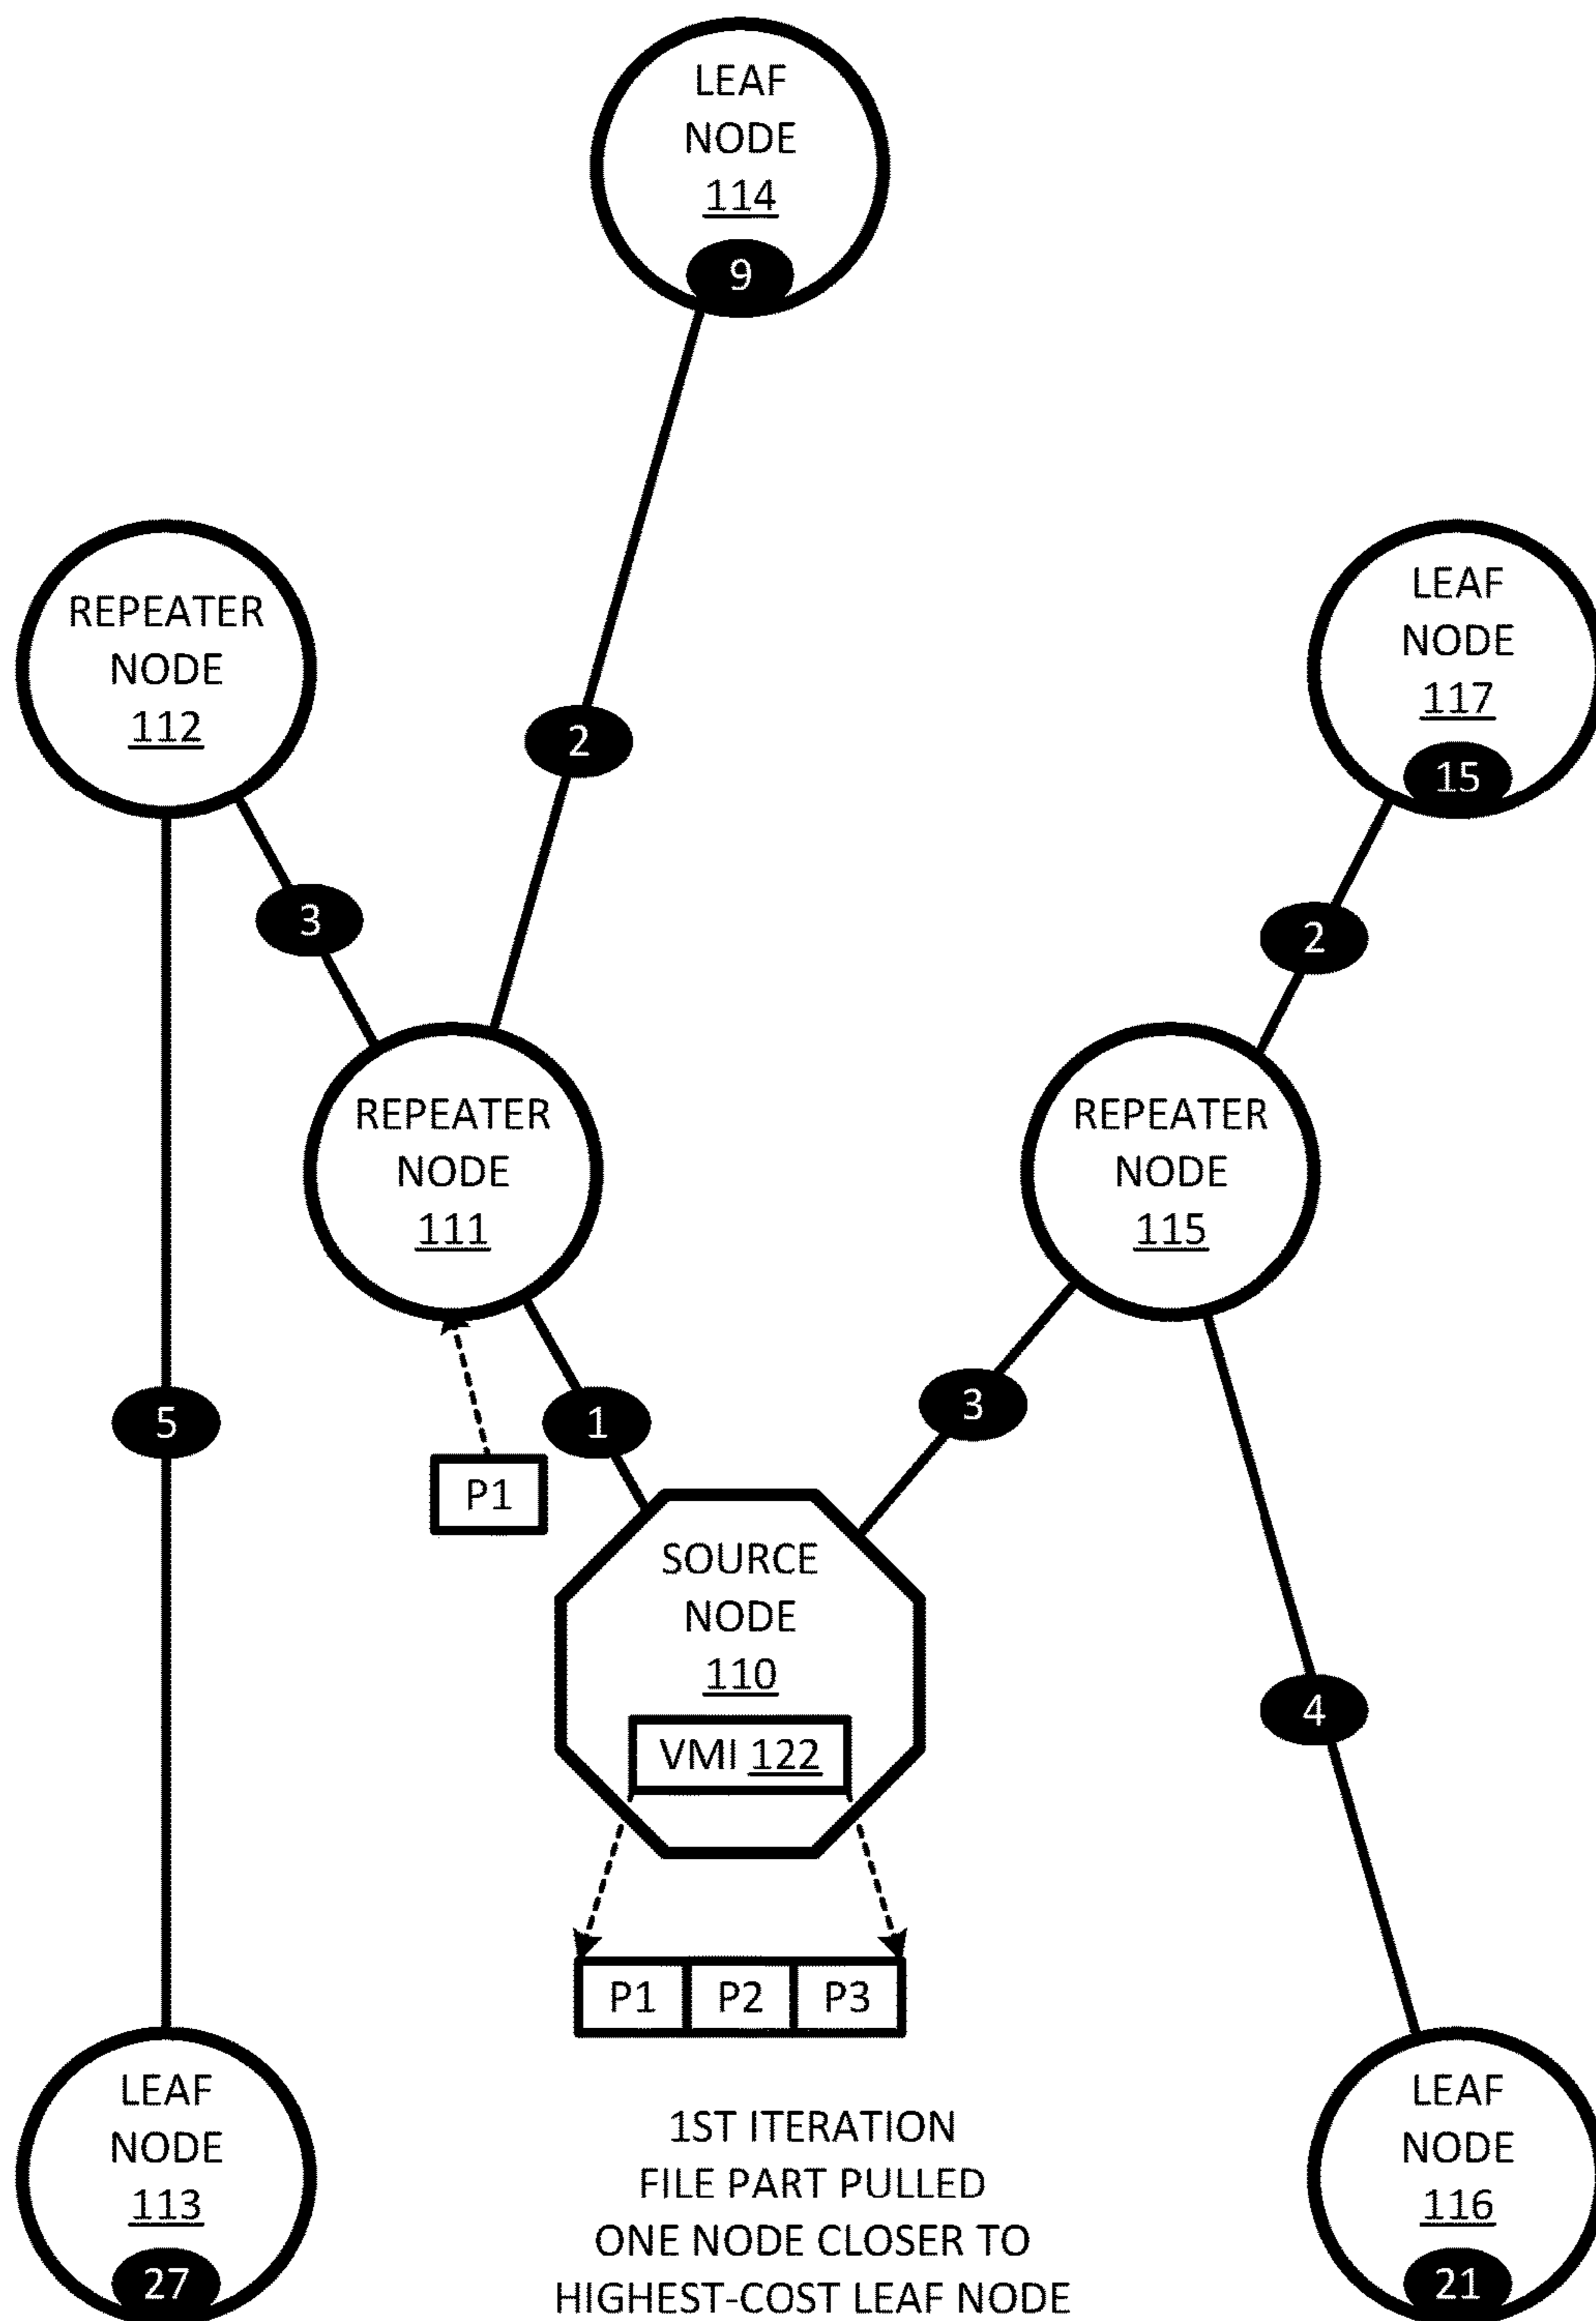 LEAF
NODE
114
9
REPEATER
NODE
112
2
LEAF
NODE
117
15
3
2
REPEATER
NODE
111
REPEATER
NODE
115
5
1
3
P1
SOURCE
NODE
110
VMI 122
4
P1 P2 P3
LEAF
NODE
113
27
1ST ITERATION
FILE PART PULLED
ONE NODE CLOSER TO
HIGHEST-COST LEAF NODE
LEAF
NODE
116
21